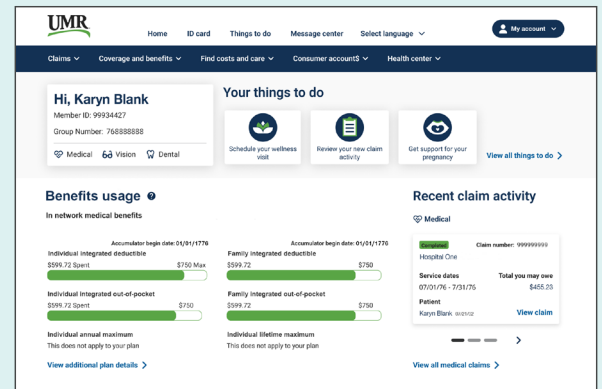 UMR
Home ID card Things to do Message center Select language
My account
Claims Coverage and benefits Find costs and care Consumer account$ Health center
Hi, Karyn Blank
Member ID: 99934427
Group Number: 768888888
Medical Vision Dental
Your things to do
Schedule your wellness
visit
Review your new claim
activity
Get support for your
pregnancy
View all things to do
Benefits usage
In network medical benefits
Accumulator begin date: 01/01/1776
Individual integrated deductible
$599.72 Spent $750 Max
Individual integrated out-of-pocket
$599.72 Spent $750
Individual annual maximum
This does not apply to your plan
View additional plan details
Accumulator begin date: 01/01/1776
Family integrated deductible
$599.72 $750
Family integrated out-of-pocket
$599.72 $750
Individual lifetime maximum
This does not apply to your plan
Recent claim activity
Medical
Completed Claim number: 999999999
Hospital One
Service dates Total you may owe
07/01/76 - 7/31/76 $455.23
Patient
Karyn Blank View claim
View all medical claims